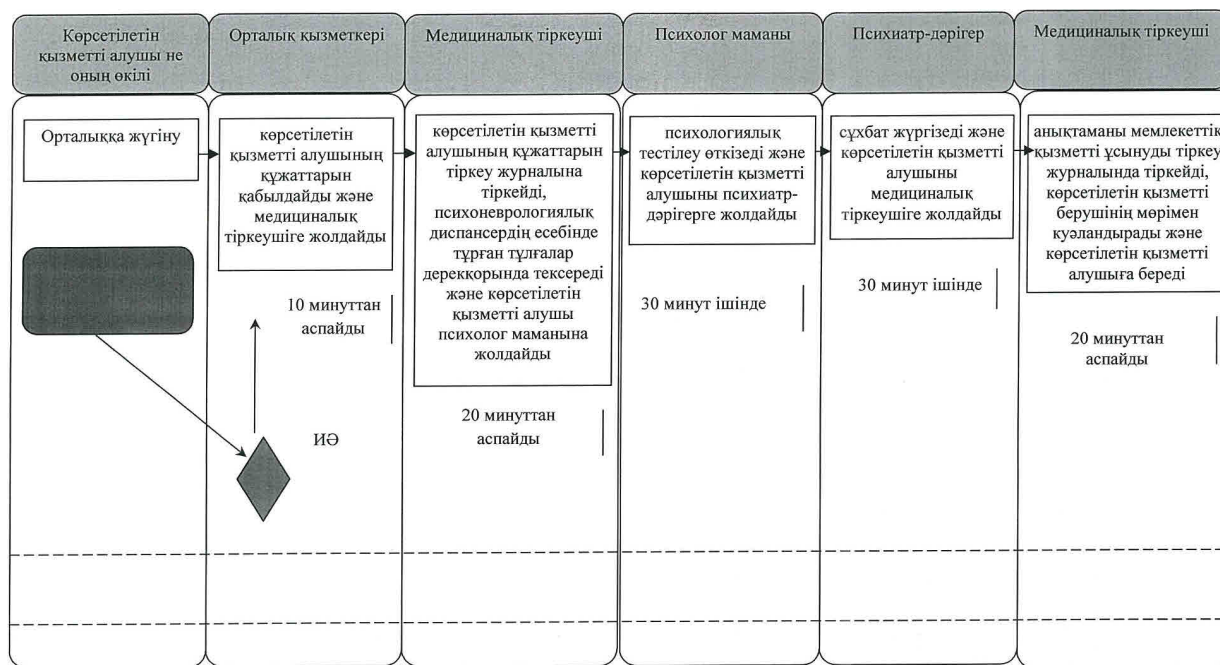 Көрсетілетін
қызметті алушы не
оның өкілі
Орталық қызметкері
Медициналық тіркеуші
Психолог маманы
Психиатр-дәрігер
Медициналық тіркеуші
Орталыққа жүгіну
көрсетілетін
қызметті алушының
құжаттарын
қабылдайды және
медициналық
тіркеушіге жолдайды
10 минуттан
аспайды
ИӘ
көрсетілетін қызметті
алушының құжаттарын
тіркеу журналына
тіркейді,
психоневрологиялық
диспансердің есебінде
тұрған тұлғалар
дерекқорында тексереді
және көрсетілетін
қызметті алушы
психолог маманына
жолдайды
20 минуттан
аспайды
психологиялық
тестілеу өткізеді және
көрсетілетін қызметті
алушыны психиатр-
дәрігерге жолдайды
30 минут ішінде
сұхбат жүргізеді және
көрсетілетін қызметті
алушыны
медициналық
тіркеушіге жолдайды
30 минут ішінде
анықтаманы мемлекеттік
қызметті ұсынуды тіркеу
журналында тіркейді,
көрсетілетін қызметті
берушінің мөрімен
куәландырады және
көрсетілетін қызметті
алушыға береді
20 минуттан
аспайды